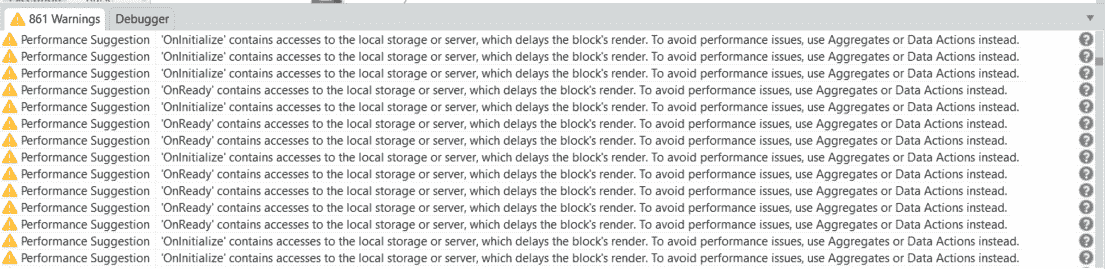 861 Warnings Debugger
Performance Suggestion 'OnInitialize' contains accesses to the local storage or server, which delays the block's render. To avoid performance issues, use Aggregates or Data Actions instead.
Performance Suggestion 'OnInitialize' contains accesses to the local storage or server, which delays the block's render. To avoid performance issues, use Aggregates or Data Actions instead.
Performance Suggestion 'OnInitialize' contains accesses to the local storage or server, which delays the block's render. To avoid performance issues, use Aggregates or Data Actions instead.
Performance Suggestion 'OnReady' contains accesses to the local storage or server, which delays the block's render. To avoid performance issues, use Aggregates or Data Actions instead.
Performance Suggestion 'OnInitialize' contains accesses to the local storage or server, which delays the block's render. To avoid performance issues, use Aggregates or Data Actions instead.
Performance Suggestion 'OnReady' contains accesses to the local storage or server, which delays the block's render. To avoid performance issues, use Aggregates or Data Actions instead.
Performance Suggestion 'OnReady' contains accesses to the local storage or server, which delays the block's render. To avoid performance issues, use Aggregates or Data Actions instead.
Performance Suggestion 'OnInitialize' contains accesses to the local storage or server, which delays the block's render. To avoid performance issues, use Aggregates or Data Actions instead.
Performance Suggestion 'OnReady' contains accesses to the local storage or server, which delays the block's render. To avoid performance issues, use Aggregates or Data Actions instead.
Performance Suggestion 'OnReady' contains accesses to the local storage or server, which delays the block's render. To avoid performance issues, use Aggregates or Data Actions instead.
Performance Suggestion 'OnReady' contains accesses to the local storage or server, which delays the block's render. To avoid performance issues, use Aggregates or Data Actions instead.
Performance Suggestion 'OnReady' contains accesses to the local storage or server, which delays the block's render. To avoid performance issues, use Aggregates or Data Actions instead.
Performance Suggestion 'OnInitialize' contains accesses to the local storage or server, which delays the block's render. To avoid performance issues, use Aggregates or Data Actions instead.
Performance Suggestion 'OnInitialize' contains accesses to the local storage or server, which delays the block's render. To avoid performance issues, use Aggregates or Data Actions instead.